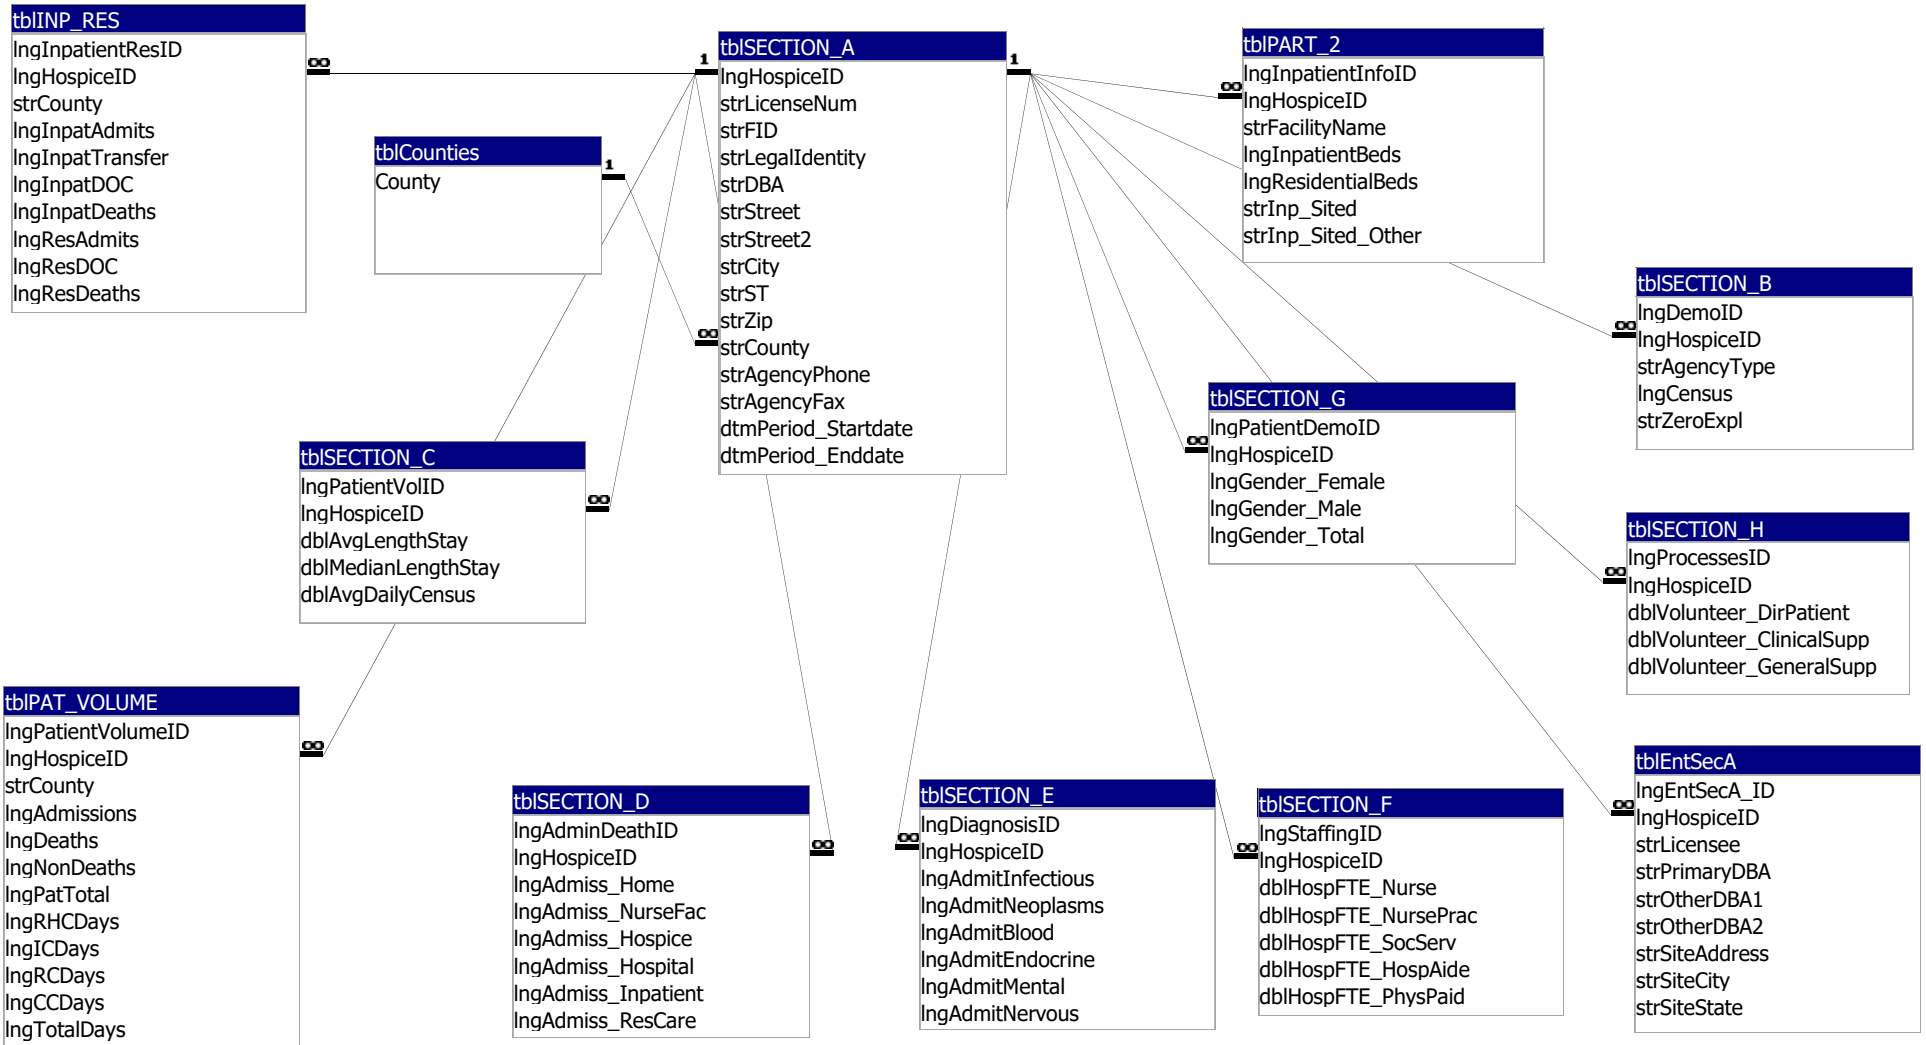 tblINP_RES
lngInpatientResID
lngHospiceID
strCounty
lngInpatAdmits
lngInpatTransfer
lngInpatDOC
lngInpatDeaths
lngResAdmits
lngResDOC
lngResDeaths
∞
tblCounties
County
1
1
tblSECTION_A
lngHospiceID
strLicenseNum
strFID
strLegalIdentity
strDBA
strStreet
strStreet2
strCity
strST
strZip
strCounty
strAgencyPhone
strAgencyFax
dtmPeriod_Startdate
dtmPeriod_Enddate
∞
1
tblPART_2
lngInpatientInfoID
lngHospiceID
strFacilityName
lngInpatientBeds
lngResidentialBeds
strInp_Sited
strInp_Sited_Other
∞
tblSECTION_B
lngDemoID
lngHospiceID
strAgencyType
lngCensus
strZeroExpl
∞
tblSECTION_C
lngPatientVolID
lngHospiceID
dblAvgLengthStay
dblMedianLengthStay
dblAvgDailyCensus
∞
tblSECTION_G
lngPatientDemoID
lngHospiceID
lngGender_Female
lngGender_Male
lngGender_Total
∞
tblSECTION_H
lngProcessesID
lngHospiceID
dblVolunteer_DirPatient
dblVolunteer_ClinicalSupp
dblVolunteer_GeneralSupp
∞
tblPAT_VOLUME
lngPatientVolumeID
lngHospiceID
strCounty
lngAdmissions
lngDeaths
lngNonDeaths
lngPatTotal
lngRHCDays
lngICDays
lngRCDays
lngCCDays
lngTotalDays
∞
tblSECTION_D
lngAdminDeathID
lngHospiceID
lngAdmiss_Home
lngAdmiss_NurseFac
lngAdmiss_Hospice
lngAdmiss_Hospital
lngAdmiss_Inpatient
lngAdmiss_ResCare
∞
tblSECTION_E
lngDiagnosisID
lngHospiceID
lngAdmitInfectious
lngAdmitNeoplasms
lngAdmitBlood
lngAdmitEndocrine
lngAdmitMental
lngAdmitNervous
∞
tblSECTION_F
lngStaffingID
lngHospiceID
dblHospFTE_Nurse
dblHospFTE_NursePrac
dblHospFTE_SocServ
dblHospFTE_HospAide
dblHospFTE_PhysPaid
∞
tblEntSecA
lngEntSecA_ID
lngHospiceID
strLicensee
strPrimaryDBA
strOtherDBA1
strOtherDBA2
strSiteAddress
strSiteCity
strSiteState
∞